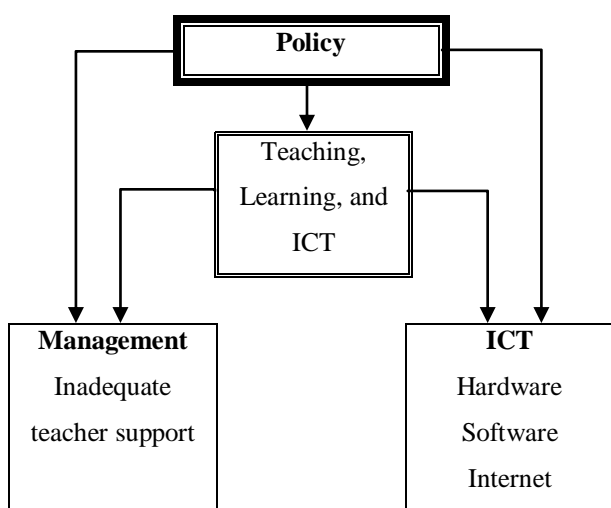 Policy
Teaching,
Learning, and
ICT
Management
Inadequate
teacher support
ICT
Hardware
Software
Internet